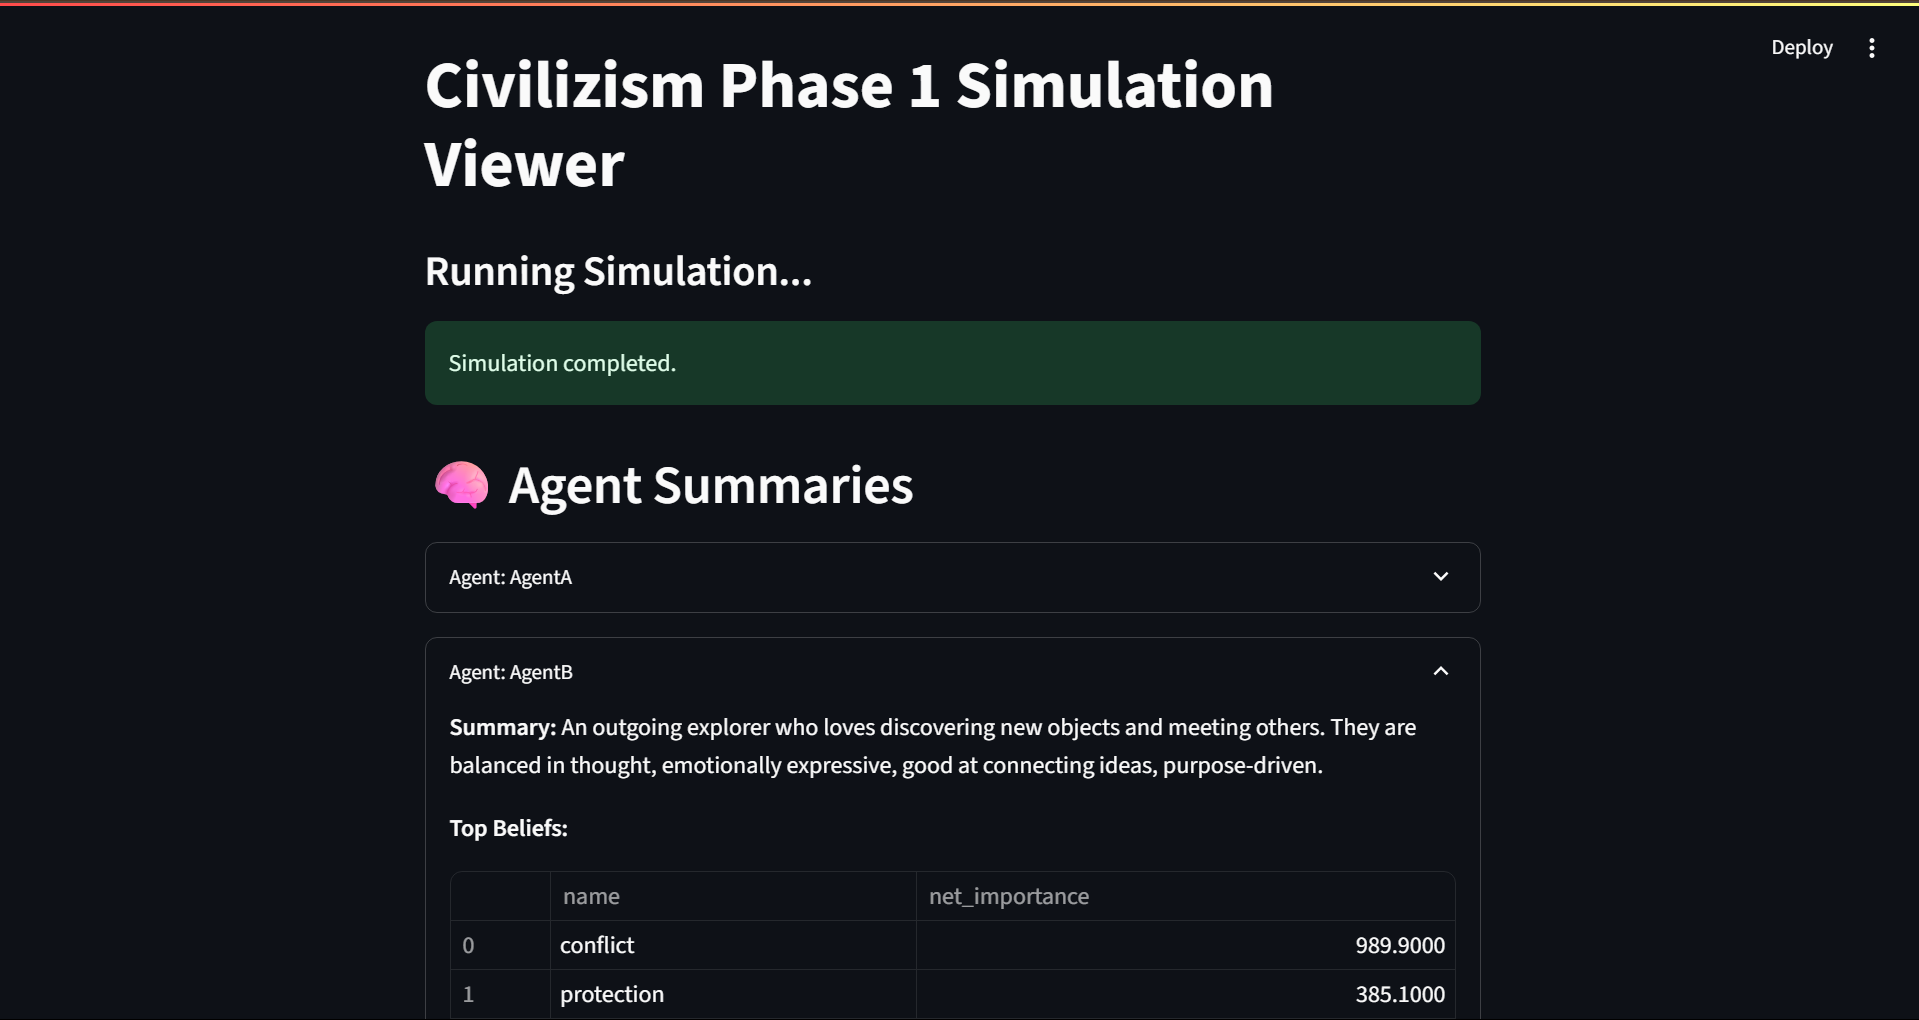 Deploy
Civilizism Phase 1 Simulation
Viewer
Running Simulation...
Simulation completed.
Agent Summaries
Agent: AgentA
Agent: AgentB
Summary: An outgoing explorer who loves discovering new objects and meeting others. They are
balanced in thought, emotionally expressive, good at connecting ideas, purpose-driven.
Top Beliefs:
name net_importance
0 conflict 989.9000
1 protection 385.1000